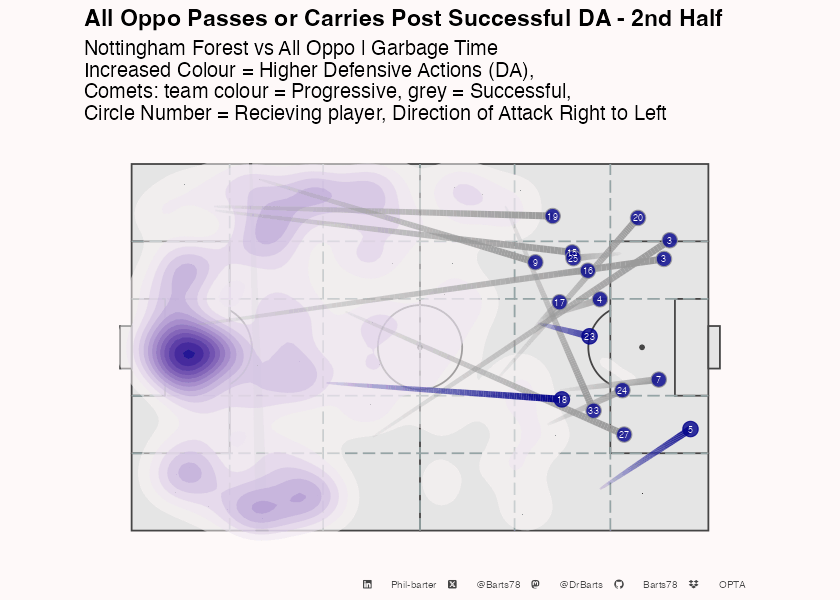 All Oppo Passes or Carries Post Successful DA - 2nd Half
Nottingham Forest vs All Oppo | Garbage Time
Increased Colour = Higher Defensive Actions (DA),
Comets: team colour = Progressive, grey = Successful,
Circle Number = Recieving player, Direction of Attack Right to Left
19
20
3
15
25
9
3
16
17
4
23
7
24
18
33
27
5
Phil-barter @Barts78 @DrBarts Barts78 OPTA